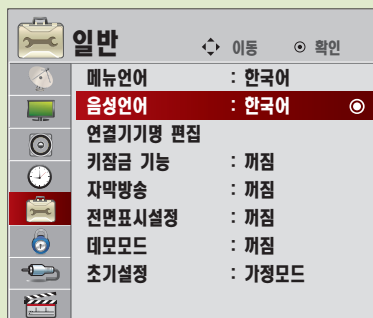 일반 이동 확인
메뉴언어 : 한국어
음성언어 : 한국어
연결기기명 편집
키잠금 기능 : 꺼짐
자막방송 : 꺼짐
전면표시설정 : 꺼짐
데모모드 : 꺼짐
초기설정 : 가정모드